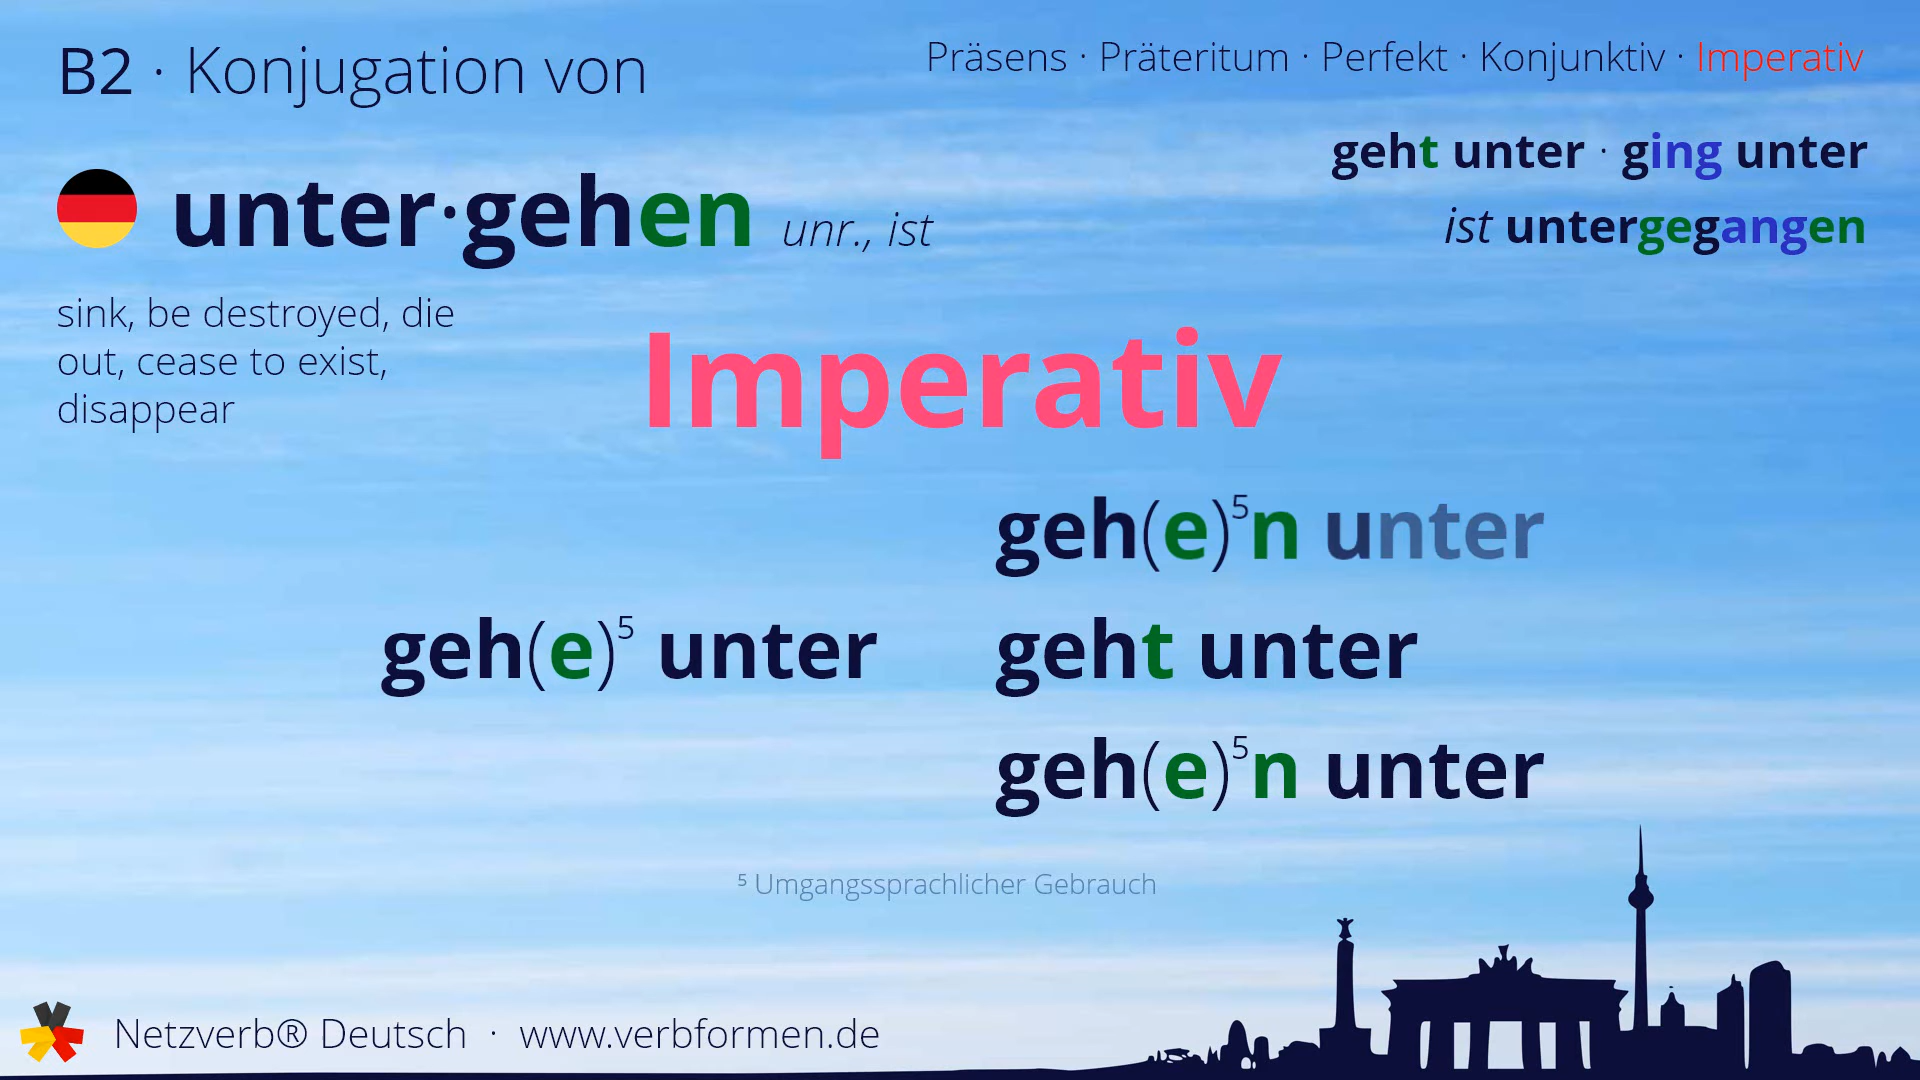 B2 · Konjugation von
Präsens · Präteritum · Perfekt · Konjunktiv · Imperativ
unter·gehen unr., ist
geht unter · ging unter
ist untergegangen
sink, be destroyed, die
out, cease to exist,
disappear
Imperativ
geh(e)⁵n unter
geh(e)⁵ unter
geht unter
geh(e)⁵n unter
⁵ Umgangssprachlicher Gebrauch
Netzverb® Deutsch · www.verbformen.de